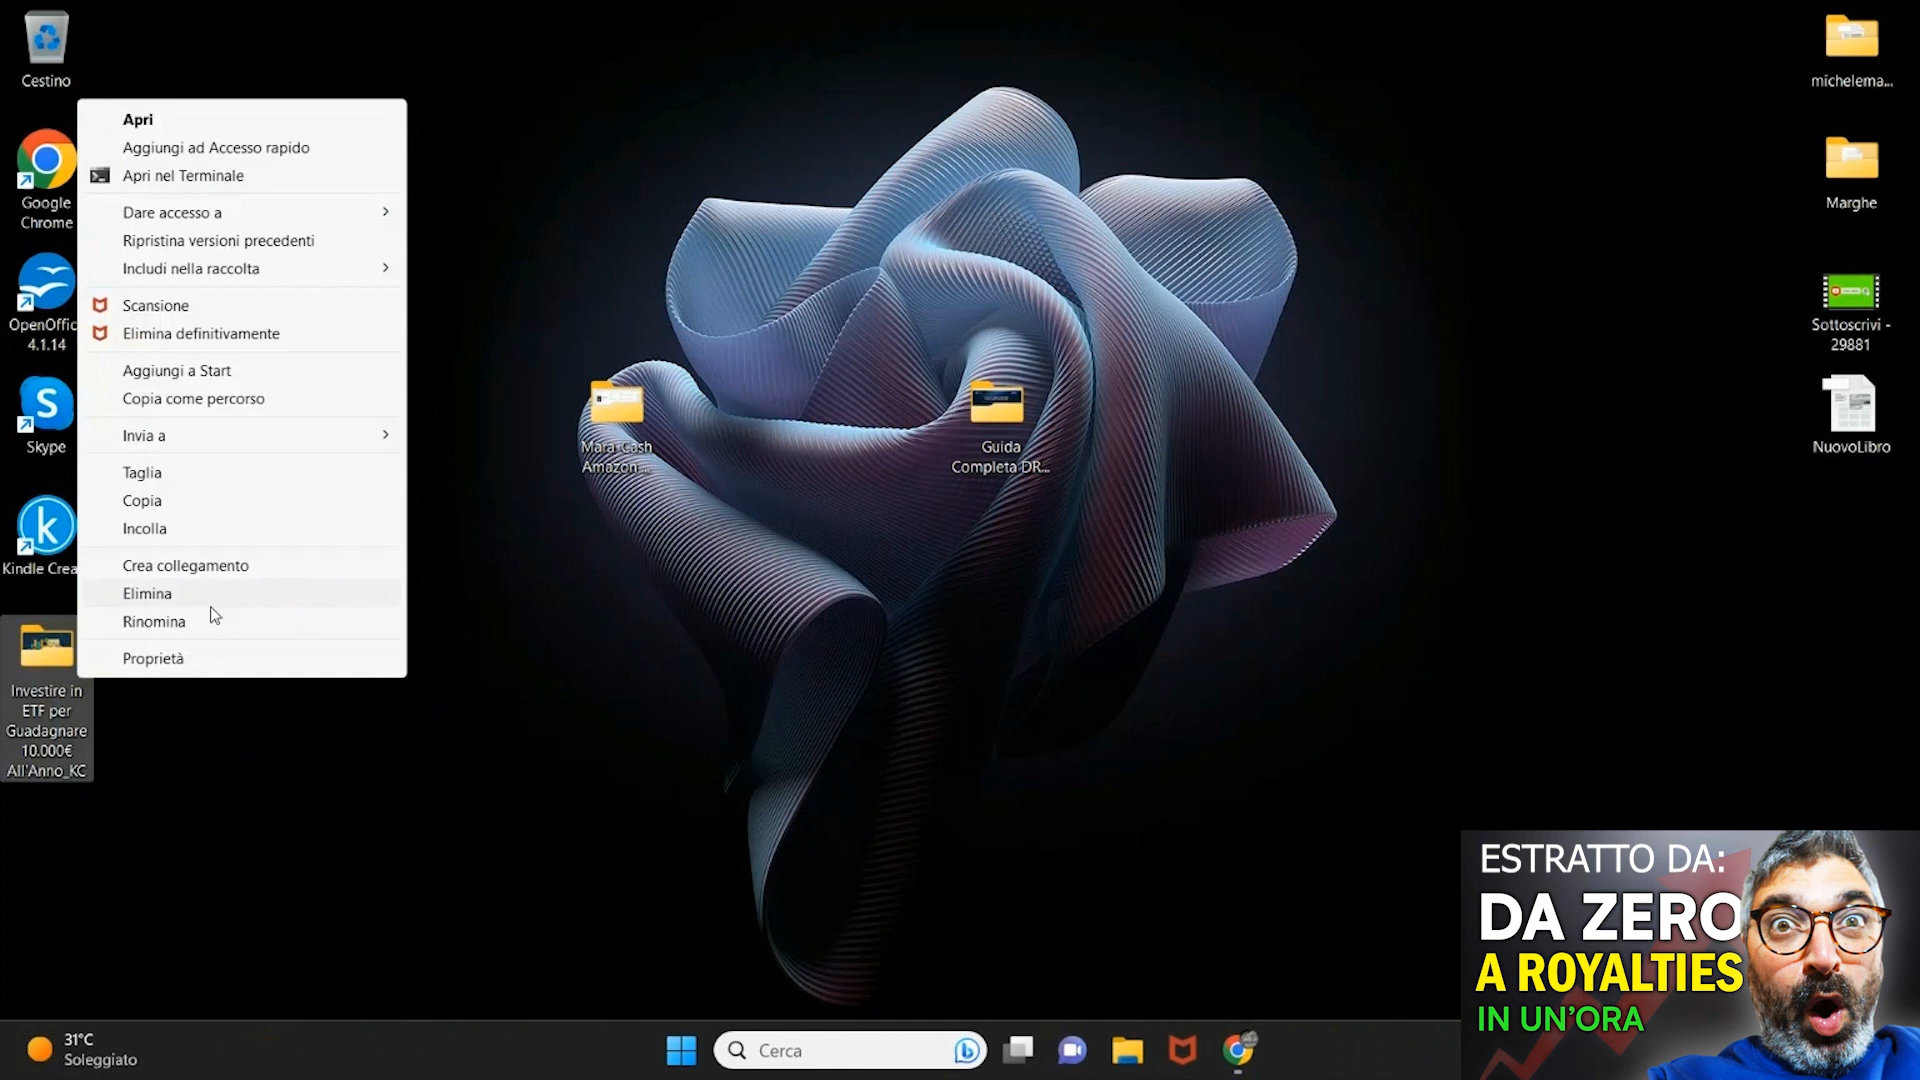 Cestino
Google
Chrome
OpenOffic
4.1.14
Skype
Kindle Crea
Investire in
ETF per
Guadagnare
10.000€
All'Anno_KC
Apri
Aggiungi ad Accesso rapido
Apri nel Terminale
Dare accesso a
Ripristina versioni precedenti
Includi nella raccolta
Scansione
Elimina definitivamente
Aggiungi a Start
Copia come percorso
Invia a
Taglia
Copia
Incolla
Crea collegamento
Elimina
Rinomina
Proprietà
Mara Cash
Amazon ...
Guida
Completa DR...
michelema...
Marghe
Sottoscrivi -
29881
NuovoLibro
ESTRATTO DA:
DA ZERO
A ROYALTIES
IN UN'ORA
31°C
Soleggiato
Cerca